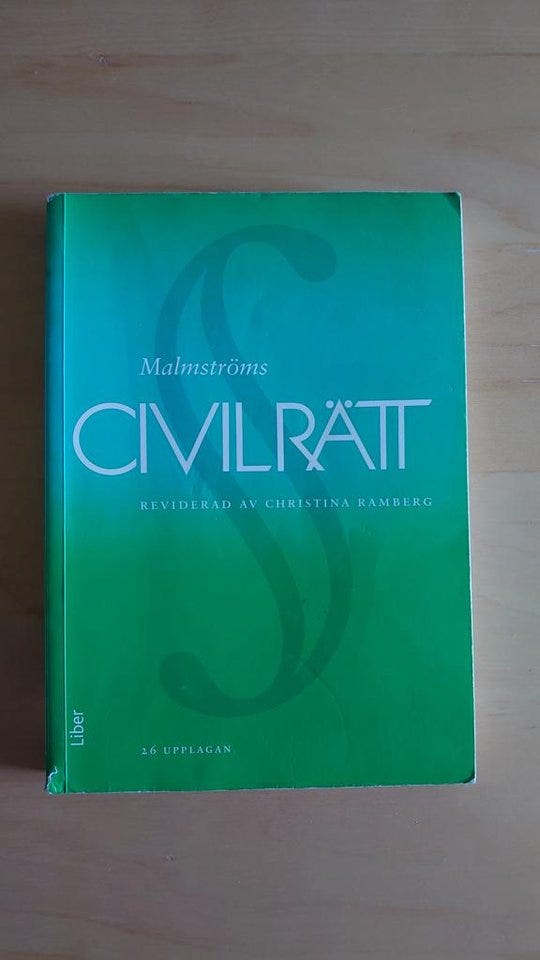 Malmströms
CIVILRÄTT
REVIDERAD AV CHRISTINA RAMBERG
Liber
26 UPPLAGAN